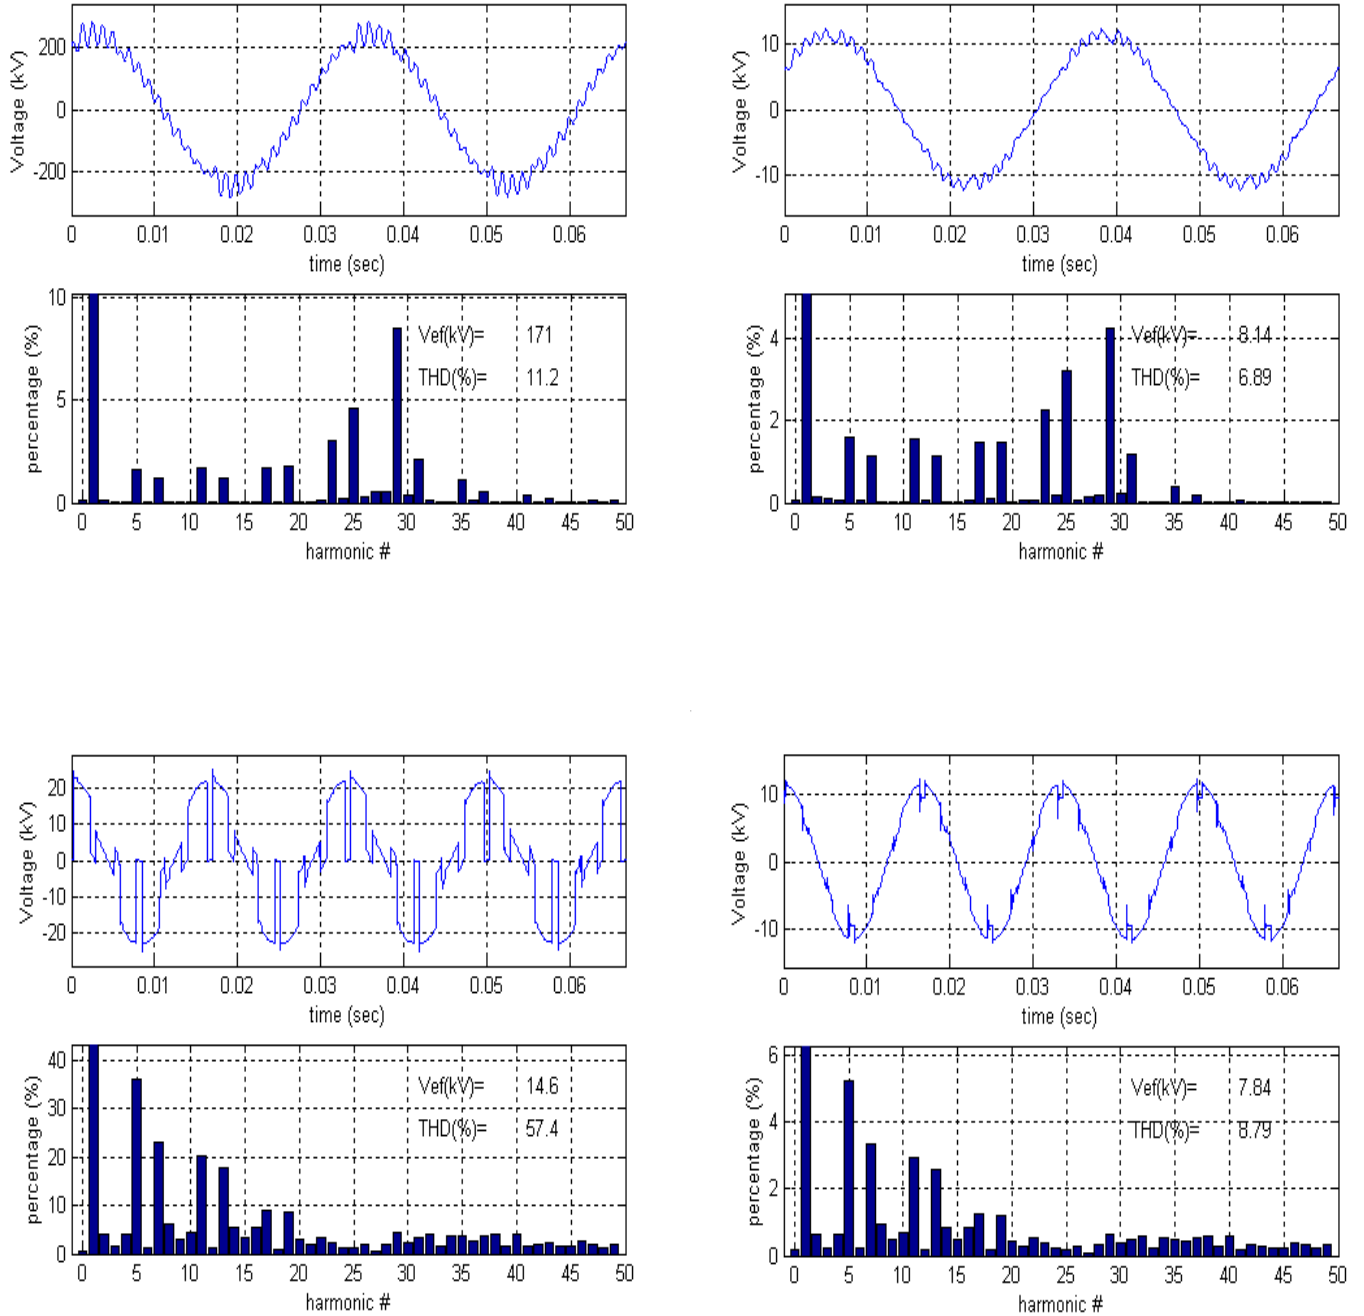 Voltage (kV)
200
0
-200
0 0.01 0.02 0.03 0.04 0.05 0.06
time (sec)
Voltage (kV)
10
0
-10
0 0.01 0.02 0.03 0.04 0.05 0.06
time (sec)
percentage (%)
10
5
0
Vef(kV)= 171
THD(%)= 11.2
0 5 10 15 20 25 30 35 40 45 50
harmonic #
percentage (%)
4
2
0
Vef(kV)= 8.14
THD(%)= 6.89
0 5 10 15 20 25 30 35 40 45 50
harmonic #
Voltage (kV)
20
10
0
-10
-20
0 0.01 0.02 0.03 0.04 0.05 0.06
time (sec)
Voltage (kV)
10
0
-10
0 0.01 0.02 0.03 0.04 0.05 0.06
time (sec)
percentage (%)
40
30
20
10
0
Vef(kV)= 14.6
THD(%)= 57.4
0 5 10 15 20 25 30 35 40 45 50
harmonic #
percentage (%)
6
4
2
0
Vef(kV)= 7.84
THD(%)= 8.79
0 5 10 15 20 25 30 35 40 45 50
harmonic #